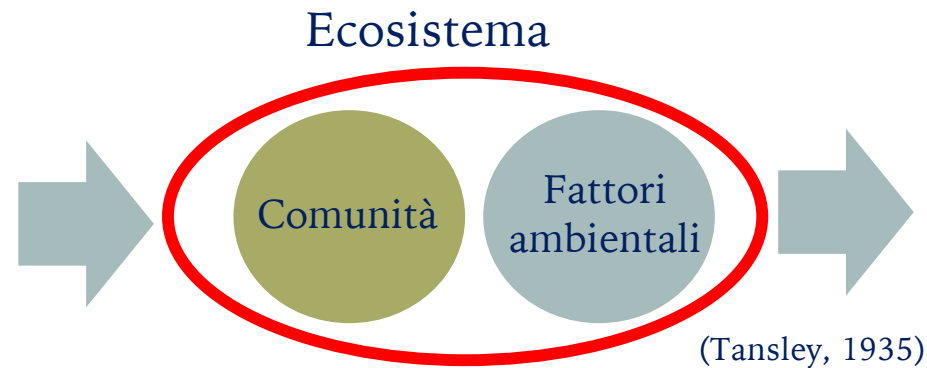 Ecosistema
Comunità
Fattori
ambientali
(Tansley, 1935)